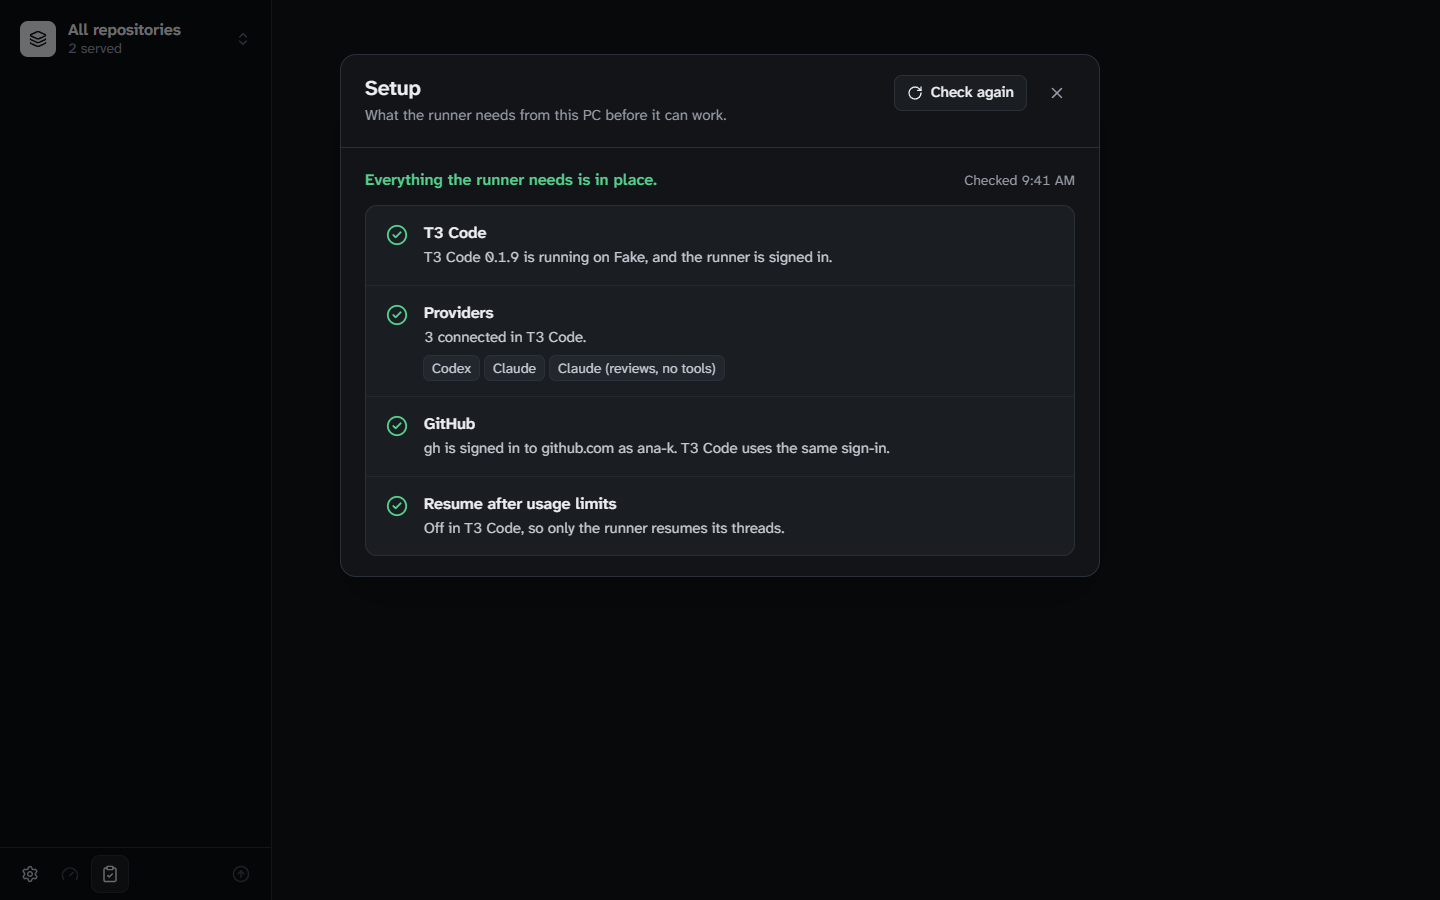 All repositories
2 served
Setup
What the runner needs from this PC before it can work.
Check again
Everything the runner needs is in place.
Checked 9:41 AM
T3 Code
T3 Code 0.1.9 is running on Fake, and the runner is signed in.
Providers
3 connected in T3 Code.
Codex
Claude
Claude (reviews, no tools)
GitHub
gh is signed in to github.com as ana-k. T3 Code uses the same sign-in.
Resume after usage limits
Off in T3 Code, so only the runner resumes its threads.